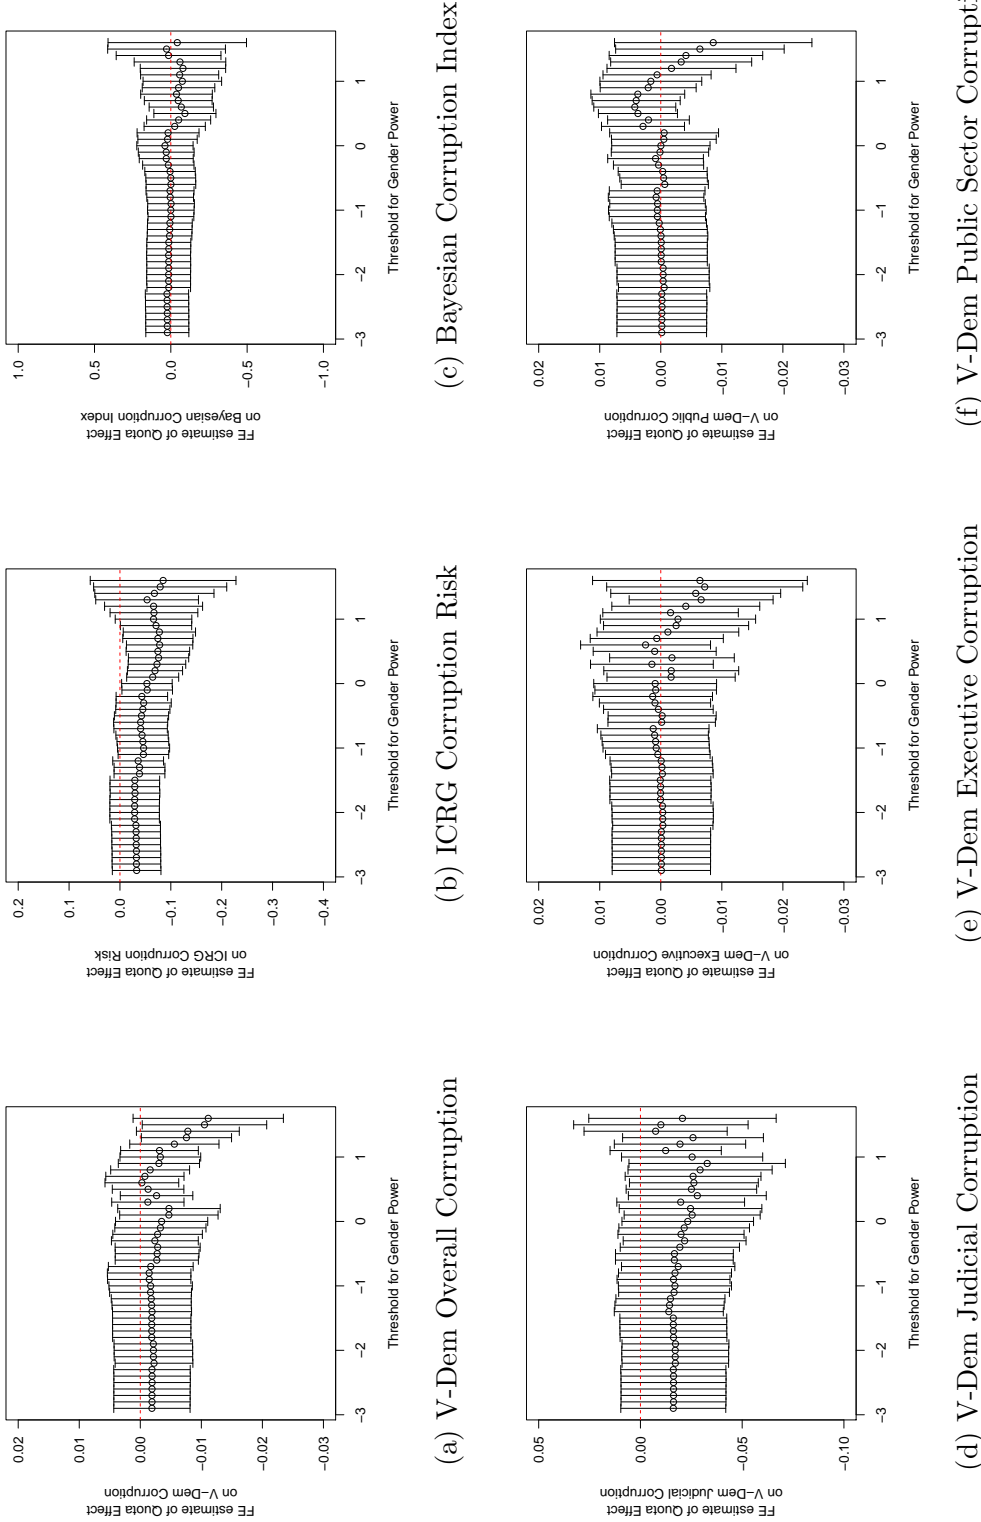 FE estimate of Quota Effect
on V−Dem Corruption
0.02
0.01
0.00
−0.01
−0.02
−0.03
−3 −2 −1 0 1
Threshold for Gender Power
(a) V-Dem Overall Corruption
FE estimate of Quota Effect
on ICRG Corruption Risk
0.2
0.1
0.0
−0.1
−0.2
−0.3
−0.4
−3 −2 −1 0 1
Threshold for Gender Power
(b) ICRG Corruption Risk
FE estimate of Quota Effect
on Bayesian Corruption Index
1.0
0.5
0.0
−0.5
−1.0
−3 −2 −1 0 1
Threshold for Gender Power
(c) Bayesian Corruption Index
FE estimate of Quota Effect
on V−Dem Judicial Corruption
0.05
0.00
−0.05
−0.10
−3 −2 −1 0 1
Threshold for Gender Power
(d) V-Dem Judicial Corruption
FE estimate of Quota Effect
on V−Dem Executive Corruption
0.02
0.01
0.00
−0.01
−0.02
−0.03
−3 −2 −1 0 1
Threshold for Gender Power
(e) V-Dem Executive Corruption
FE estimate of Quota Effect
on V−Dem Public Corruption
0.02
0.01
0.00
−0.01
−0.02
−0.03
−3 −2 −1 0 1
Threshold for Gender Power
(f) V-Dem Public Sector Corrupti